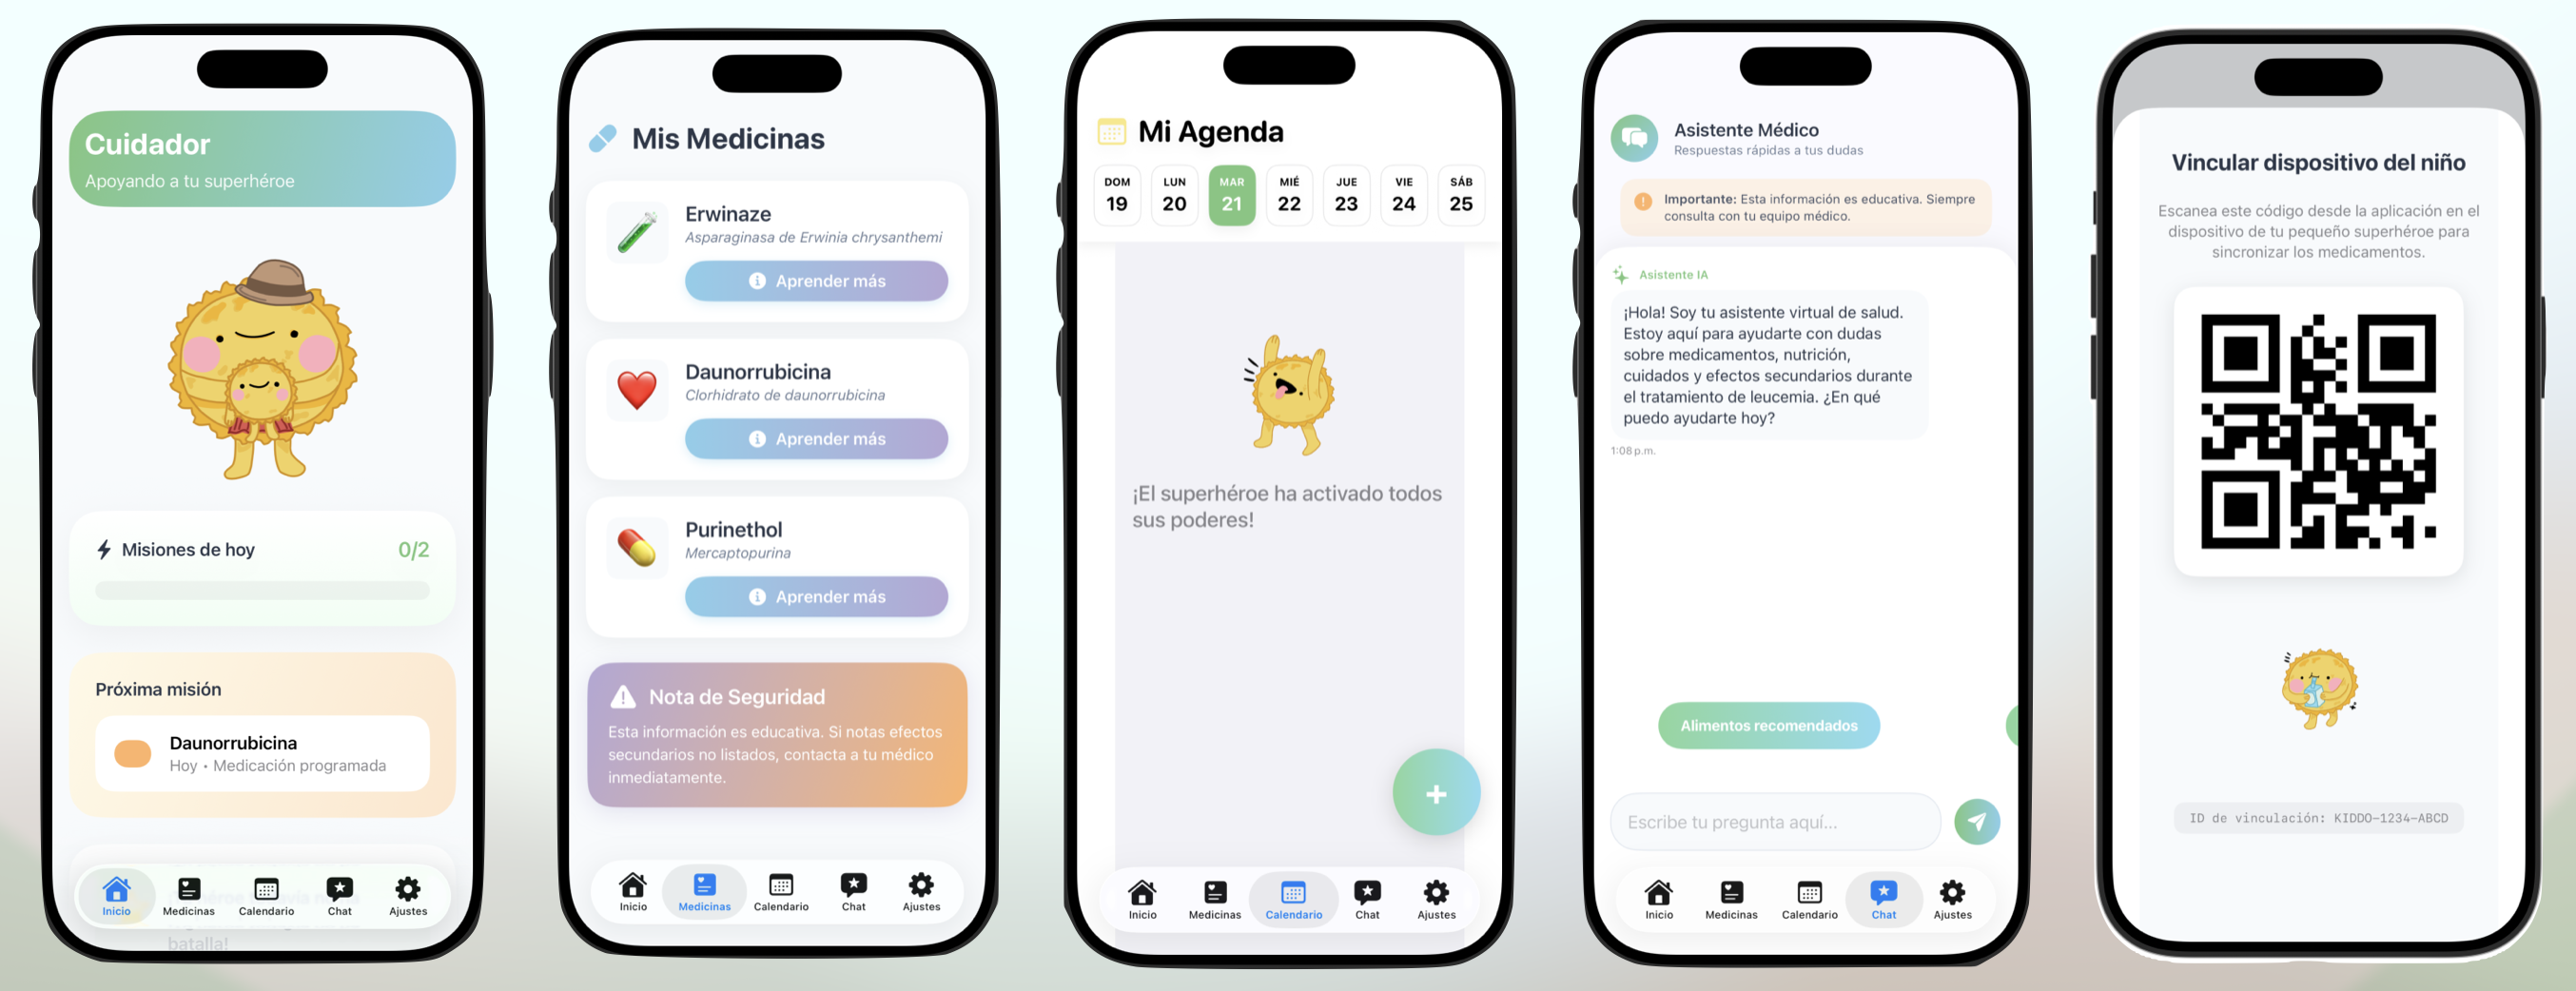 Cuidador
Apoyando a tu superhéroe
Misiones de hoy
0/2
Próxima misión
Daunorrubicina
Hoy • Medicación programada
batalla!
Inicio
Medicinas
Calendario
Chat
Ajustes
Mis Medicinas
Erwinaze
Asparaginasa de Erwinia chrysanthemi
Aprender más
Daunorrubicina
Clorhidrato de daunorrubicina
Aprender más
Purinethol
Mercaptopurina
Aprender más
Nota de Seguridad
Esta información es educativa. Si notas efectos
secundarios no listados, contacta a tu médico
inmediatamente.
Inicio
Medicinas
Calendario
Chat
Ajustes
Mi Agenda
DOM LUN MAR MIÉ JUE VIE SÁB
19 20 21 22 23 24 25
¡El superhéroe ha activado todos
sus poderes!
+
Inicio
Medicinas
Calendario
Chat
Ajustes
Asistente Médico
Respuestas rápidas a tus dudas
Importante: Esta información es educativa. Siempre
consulta con tu equipo médico.
Asistente IA
¡Hola! Soy tu asistente virtual de salud.
Estoy aquí para ayudarte con dudas
sobre medicamentos, nutrición,
cuidados y efectos secundarios durante
el tratamiento de leucemia. ¿En qué
puedo ayudarte hoy?
1:08 p.m.
Alimentos recomendados
Escribe tu pregunta aquí...
Inicio
Medicinas
Calendario
Chat
Ajustes
Vincular dispositivo del niño
Escanea este código desde la aplicación en el
dispositivo de tu pequeño superhéroe para
sincronizar los medicamentos.
ID de vinculación: KIDDO-1234-ABCD